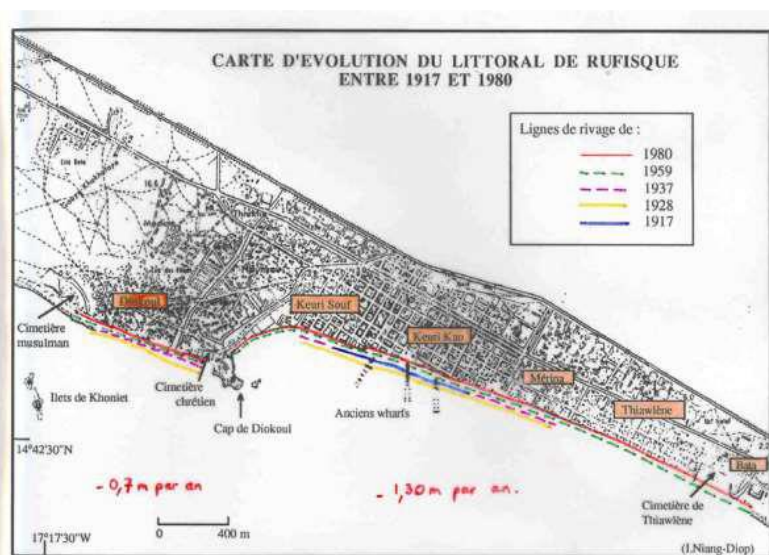 CARTE D'EVOLUTION DU LITTORAL DE RUFISQUE
ENTRE 1917 ET 1980
Lignes de rivage de :
1980
1959
1937
1928
1917
Diokoul
Keuri Souf
Keuri Kao
Mérina
Thiawlène
Bata
Cimetière
musulman
Cimetière
chrétien
Ilets de Khoniet
Cap de Diokoul
Anciens wharfs
14°42'30"N
- 0,7 m par an
- 1,30 m par an.
Cimetière de
Thiawlène
17°17'30"W
0 400 m
(I.Niang-Diop)